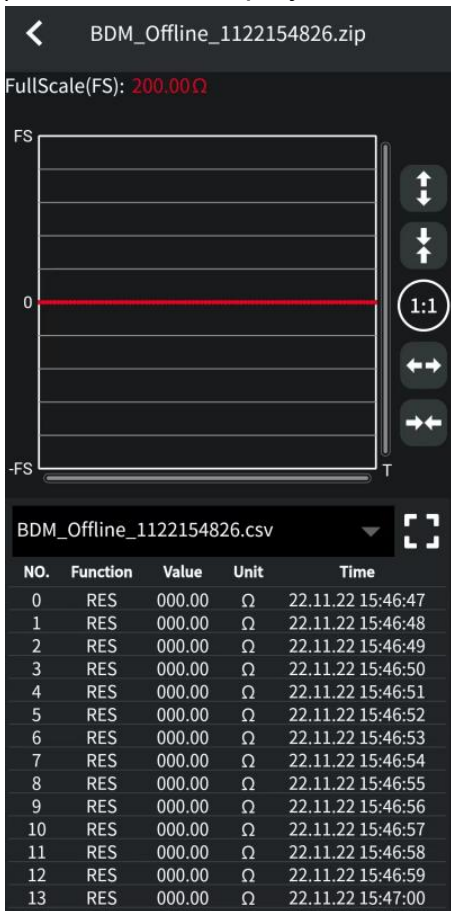 BDM_Offline_1122154826.zip
FullScale(FS): 200.00Ω
FS
0
1:1
-FS
T
BDM_Offline_1122154826.csv
NO. Function Value Unit Time
0 RES 000.00 Ω 22.11.22 15:46:47
1 RES 000.00 Ω 22.11.22 15:46:48
2 RES 000.00 Ω 22.11.22 15:46:49
3 RES 000.00 Ω 22.11.22 15:46:50
4 RES 000.00 Ω 22.11.22 15:46:51
5 RES 000.00 Ω 22.11.22 15:46:52
6 RES 000.00 Ω 22.11.22 15:46:53
7 RES 000.00 Ω 22.11.22 15:46:54
8 RES 000.00 Ω 22.11.22 15:46:55
9 RES 000.00 Ω 22.11.22 15:46:56
10 RES 000.00 Ω 22.11.22 15:46:57
11 RES 000.00 Ω 22.11.22 15:46:58
12 RES 000.00 Ω 22.11.22 15:46:59
13 RES 000.00 Ω 22.11.22 15:47:00